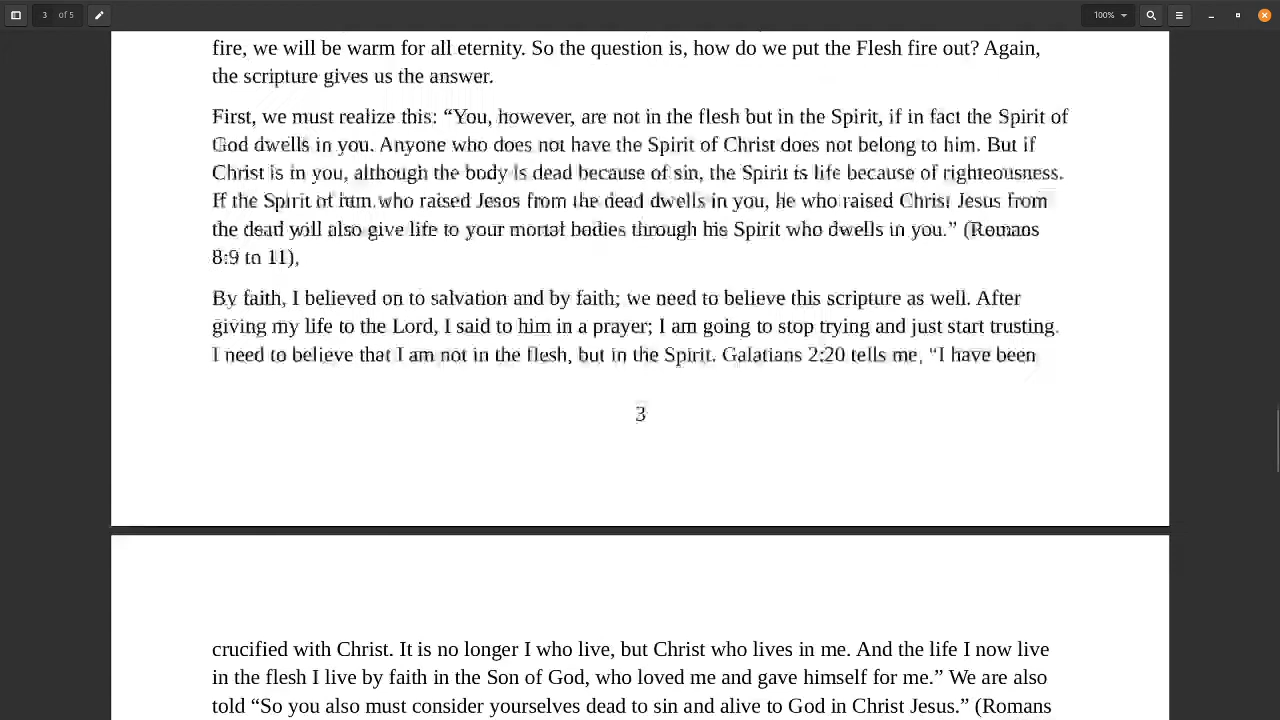 3 of 5
100%
fire, we will be warm for all eternity. So the question is, how do we put the Flesh fire out? Again,
the scripture gives us the answer.
First, we must realize this: “You, however, are not in the flesh but in the Spirit, if in fact the Spirit of
God dwells in you. Anyone who does not have the Spirit of Christ does not belong to him. But if
Christ is in you, although the body is dead because of sin, the Spirit is life because of righteousness.
If the Spirit of him who raised Jesus from the dead dwells in you, he who raised Christ Jesus from
the dead will also give life to your mortal bodies through his Spirit who dwells in you.” (Romans
8:9 to 11),
By faith, I believed on to salvation and by faith; we need to believe this scripture as well. After
giving my life to the Lord, I said to him in a prayer; I am going to stop trying and just start trusting.
I need to believe that I am not in the flesh, but in the Spirit. Galatians 2:20 tells me, “I have been
3
crucified with Christ. It is no longer I who live, but Christ who lives in me. And the life I now live
in the flesh I live by faith in the Son of God, who loved me and gave himself for me.” We are also
told “So you also must consider yourselves dead to sin and alive to God in Christ Jesus.” (Romans